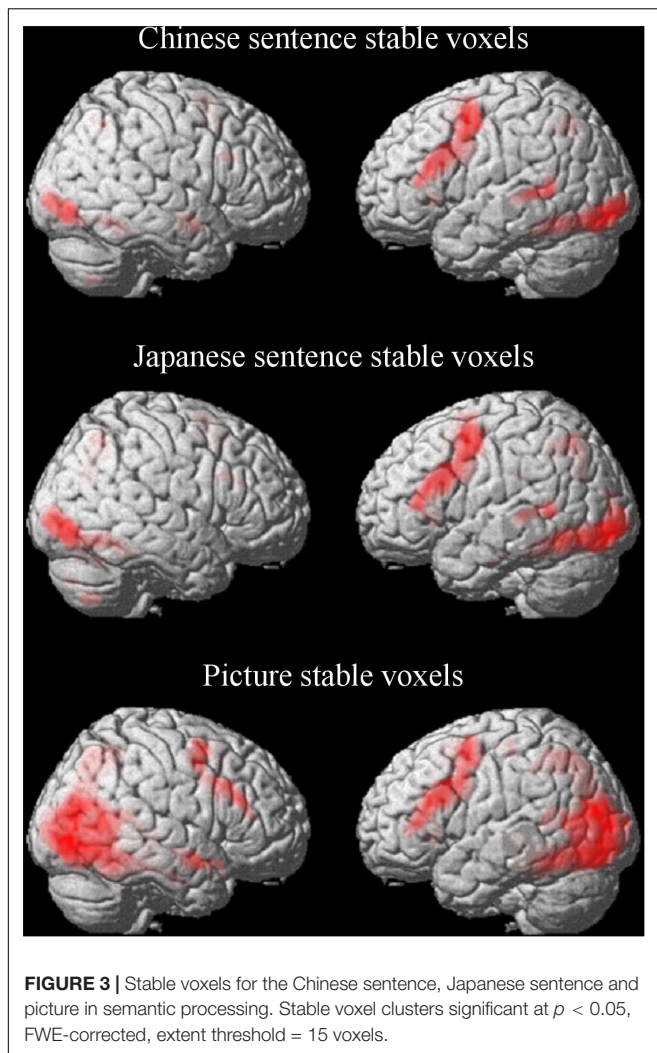 Chinese sentence stable voxels
Japanese sentence stable voxels
Picture stable voxels
FIGURE 3 | Stable voxels for the Chinese sentence, Japanese sentence and
picture in semantic processing. Stable voxel clusters significant at p < 0.05,
FWE-corrected, extent threshold = 15 voxels.